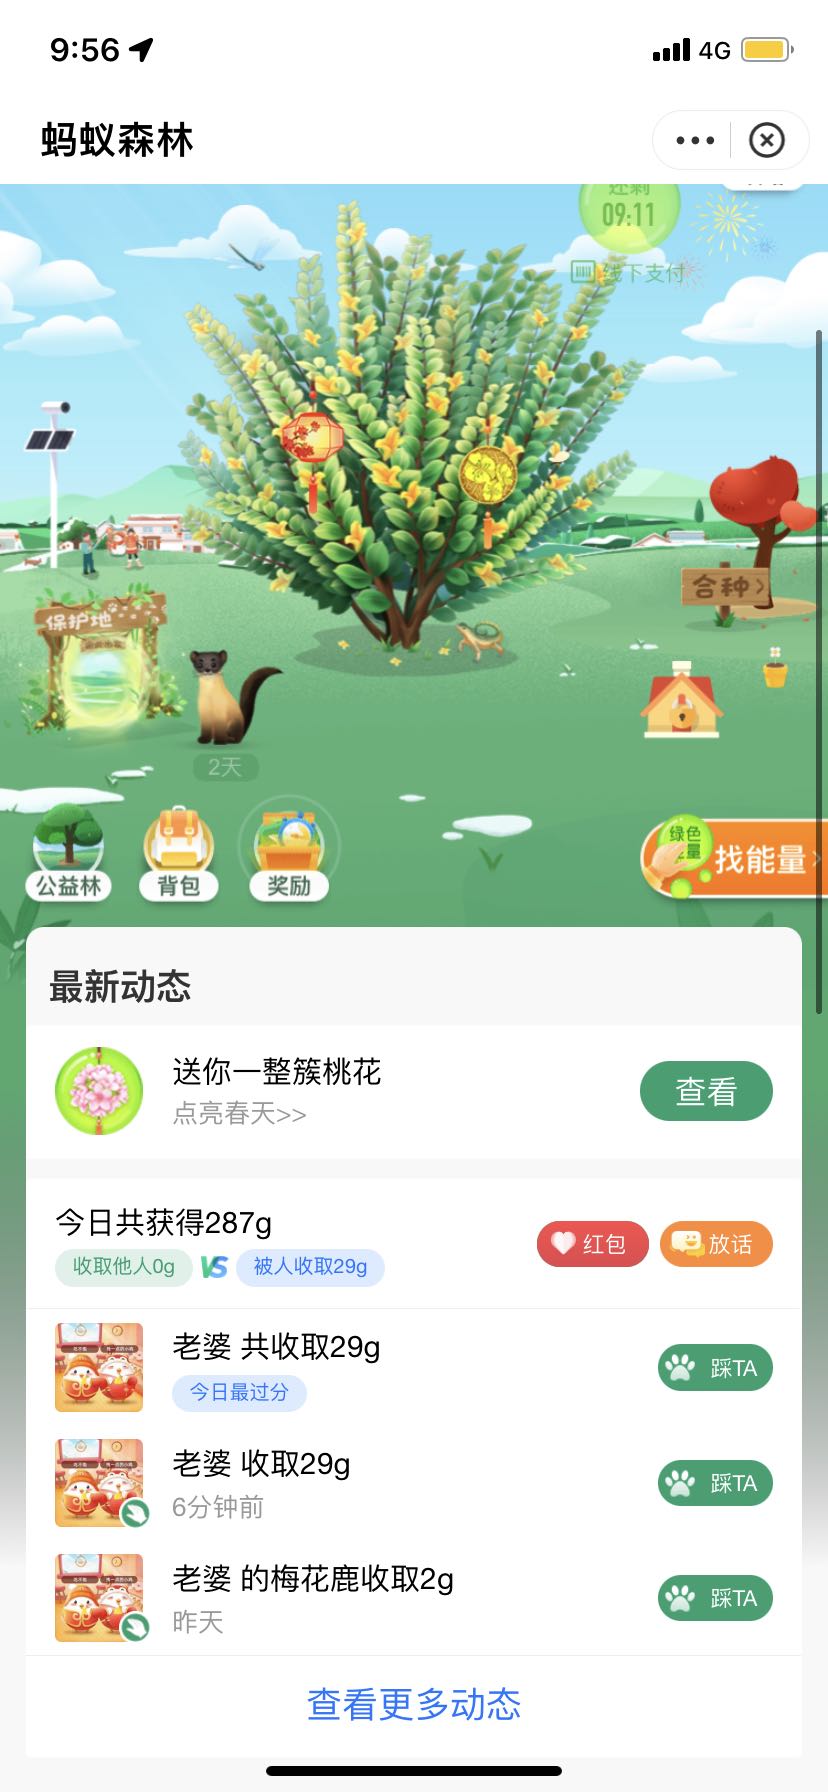 9:56
4G
蚂蚁森林
还剩
09:11
线下支付
合种
保护地
2天
公益林
背包
奖励
绿色
找能量
最新动态
送你一整簇桃花
点亮春天>>
查看
今日共获得287g
收取他人0g VS 被人收取29g
红包
放话
老婆 共收取29g
今日最过分
踩TA
老婆 收取29g
6分钟前
踩TA
老婆 的梅花鹿收取2g
昨天
踩TA
查看更多动态